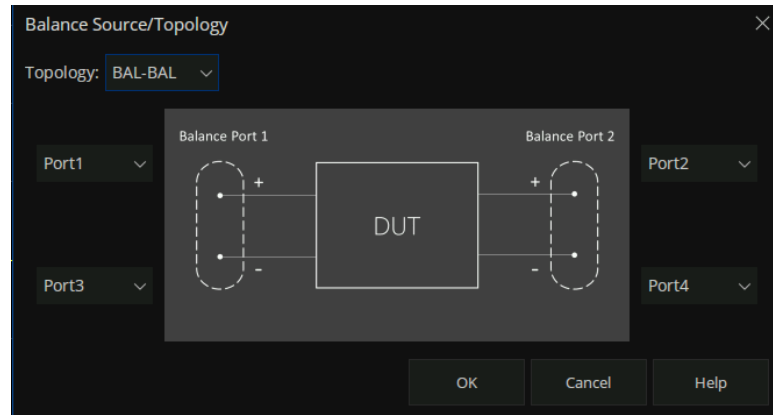 Balance Source/Topology
Topology: BAL-BAL
Balance Port 1 Balance Port 2
Port1 + + Port2
DUT
Port3 - - Port4
OK Cancel Help